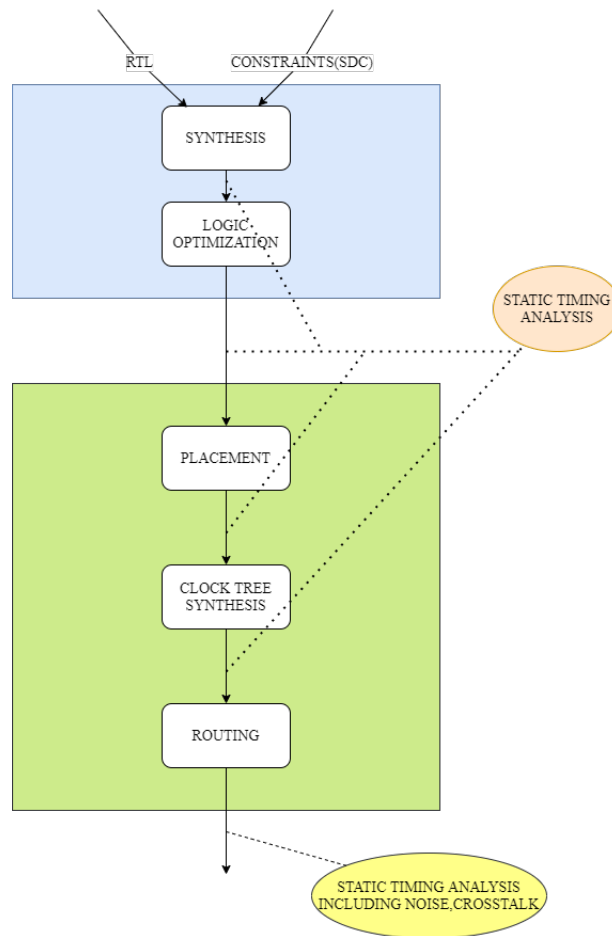 RTL
CONSTRAINTS(SDC)
SYNTHESIS
LOGIC
OPTIMIZATION
STATIC TIMING
ANALYSIS
PLACEMENT
CLOCK TREE
SYNTHESIS
ROUTING
STATIC TIMING ANALYSIS
INCLUDING NOISE,CROSSTALK